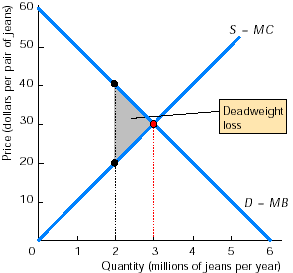 Price (dollars per pair of jeans)
60
50
40
30
20
10
0
S – MC
Deadweight
loss
D – MB
0
1
2
3
4
5
6
Quantity (millions of jeans per year)